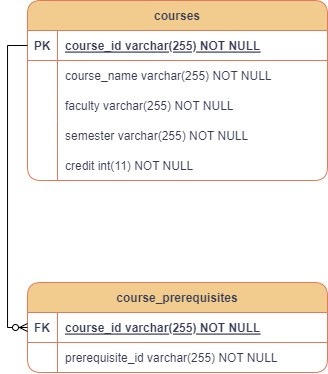 courses
PK course_id varchar(255) NOT NULL
course_name varchar(255) NOT NULL
faculty varchar(255) NOT NULL
semester varchar(255) NOT NULL
credit int(11) NOT NULL
course_prerequisites
FK course_id varchar(255) NOT NULL
prerequisite_id varchar(255) NOT NULL